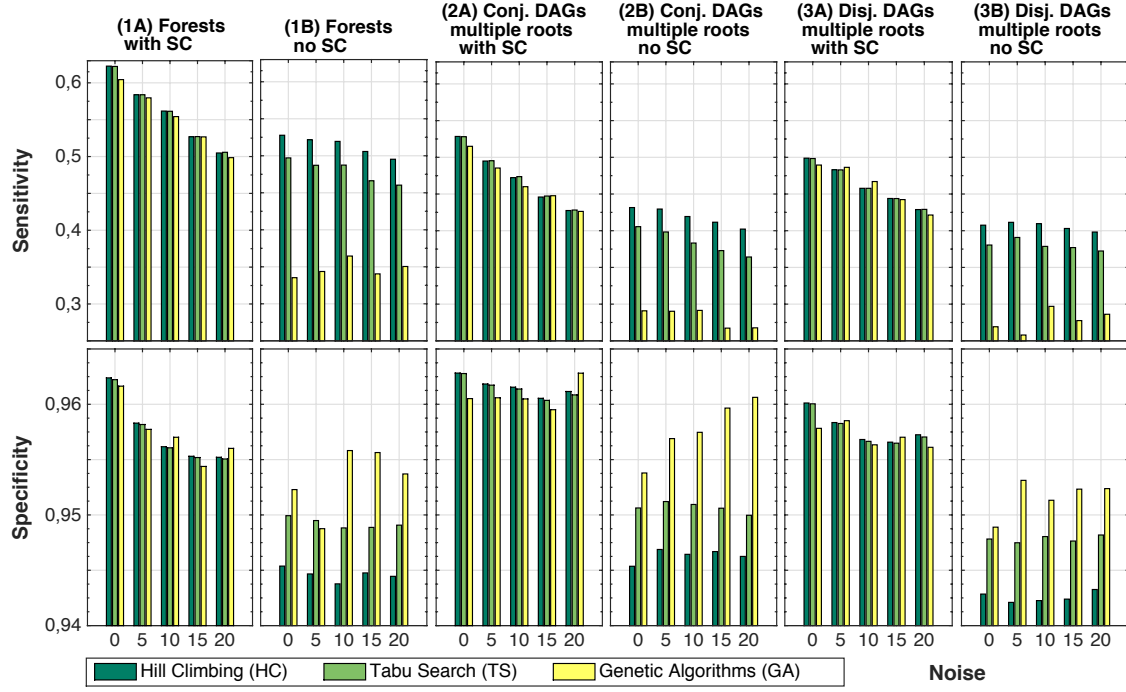 (1A) Forests
with SC
(1B) Forests
no SC
(2A) Conj. DAGs
multiple roots
with SC
(2B) Conj. DAGs
multiple roots
no SC
(3A) Disj. DAGs
multiple roots
with SC
(3B) Disj. DAGs
multiple roots
no SC
Sensitivity
0,6
0,5
0,4
0,3
Specificity
0,96
0,95
0,94
0 5 10 15 20
0 5 10 15 20
0 5 10 15 20
0 5 10 15 20
0 5 10 15 20
0 5 10 15 20
Hill Climbing (HC)
Tabu Search (TS)
Genetic Algorithms (GA)
Noise